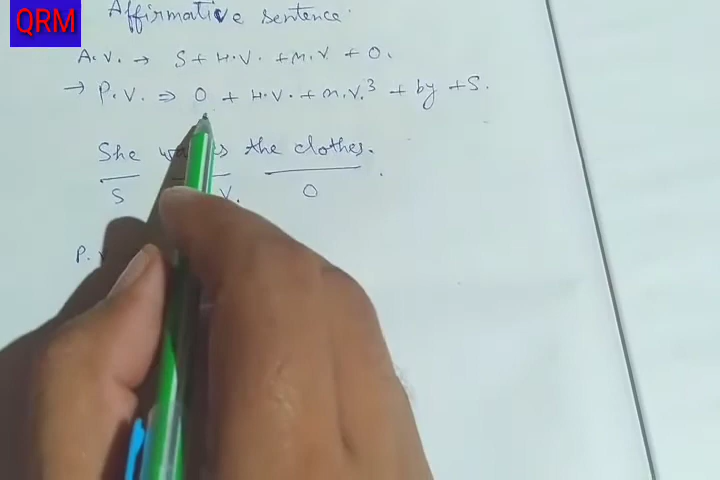 QRM
Affirmative sentence.
A.V. → S + H.V. + M.V. + O.
→ P.V. ⇒ O + H.V. + M.V.³ + by + S.
She the clothes.
S V. O
P.